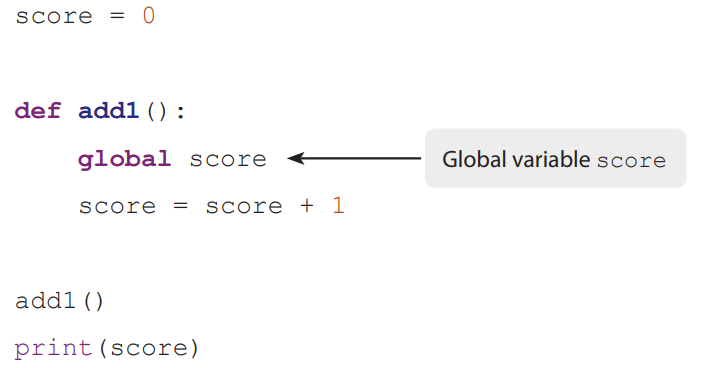 score = 0
def add1():
    global score
Global variable score
    score = score + 1
add1()
print(score)